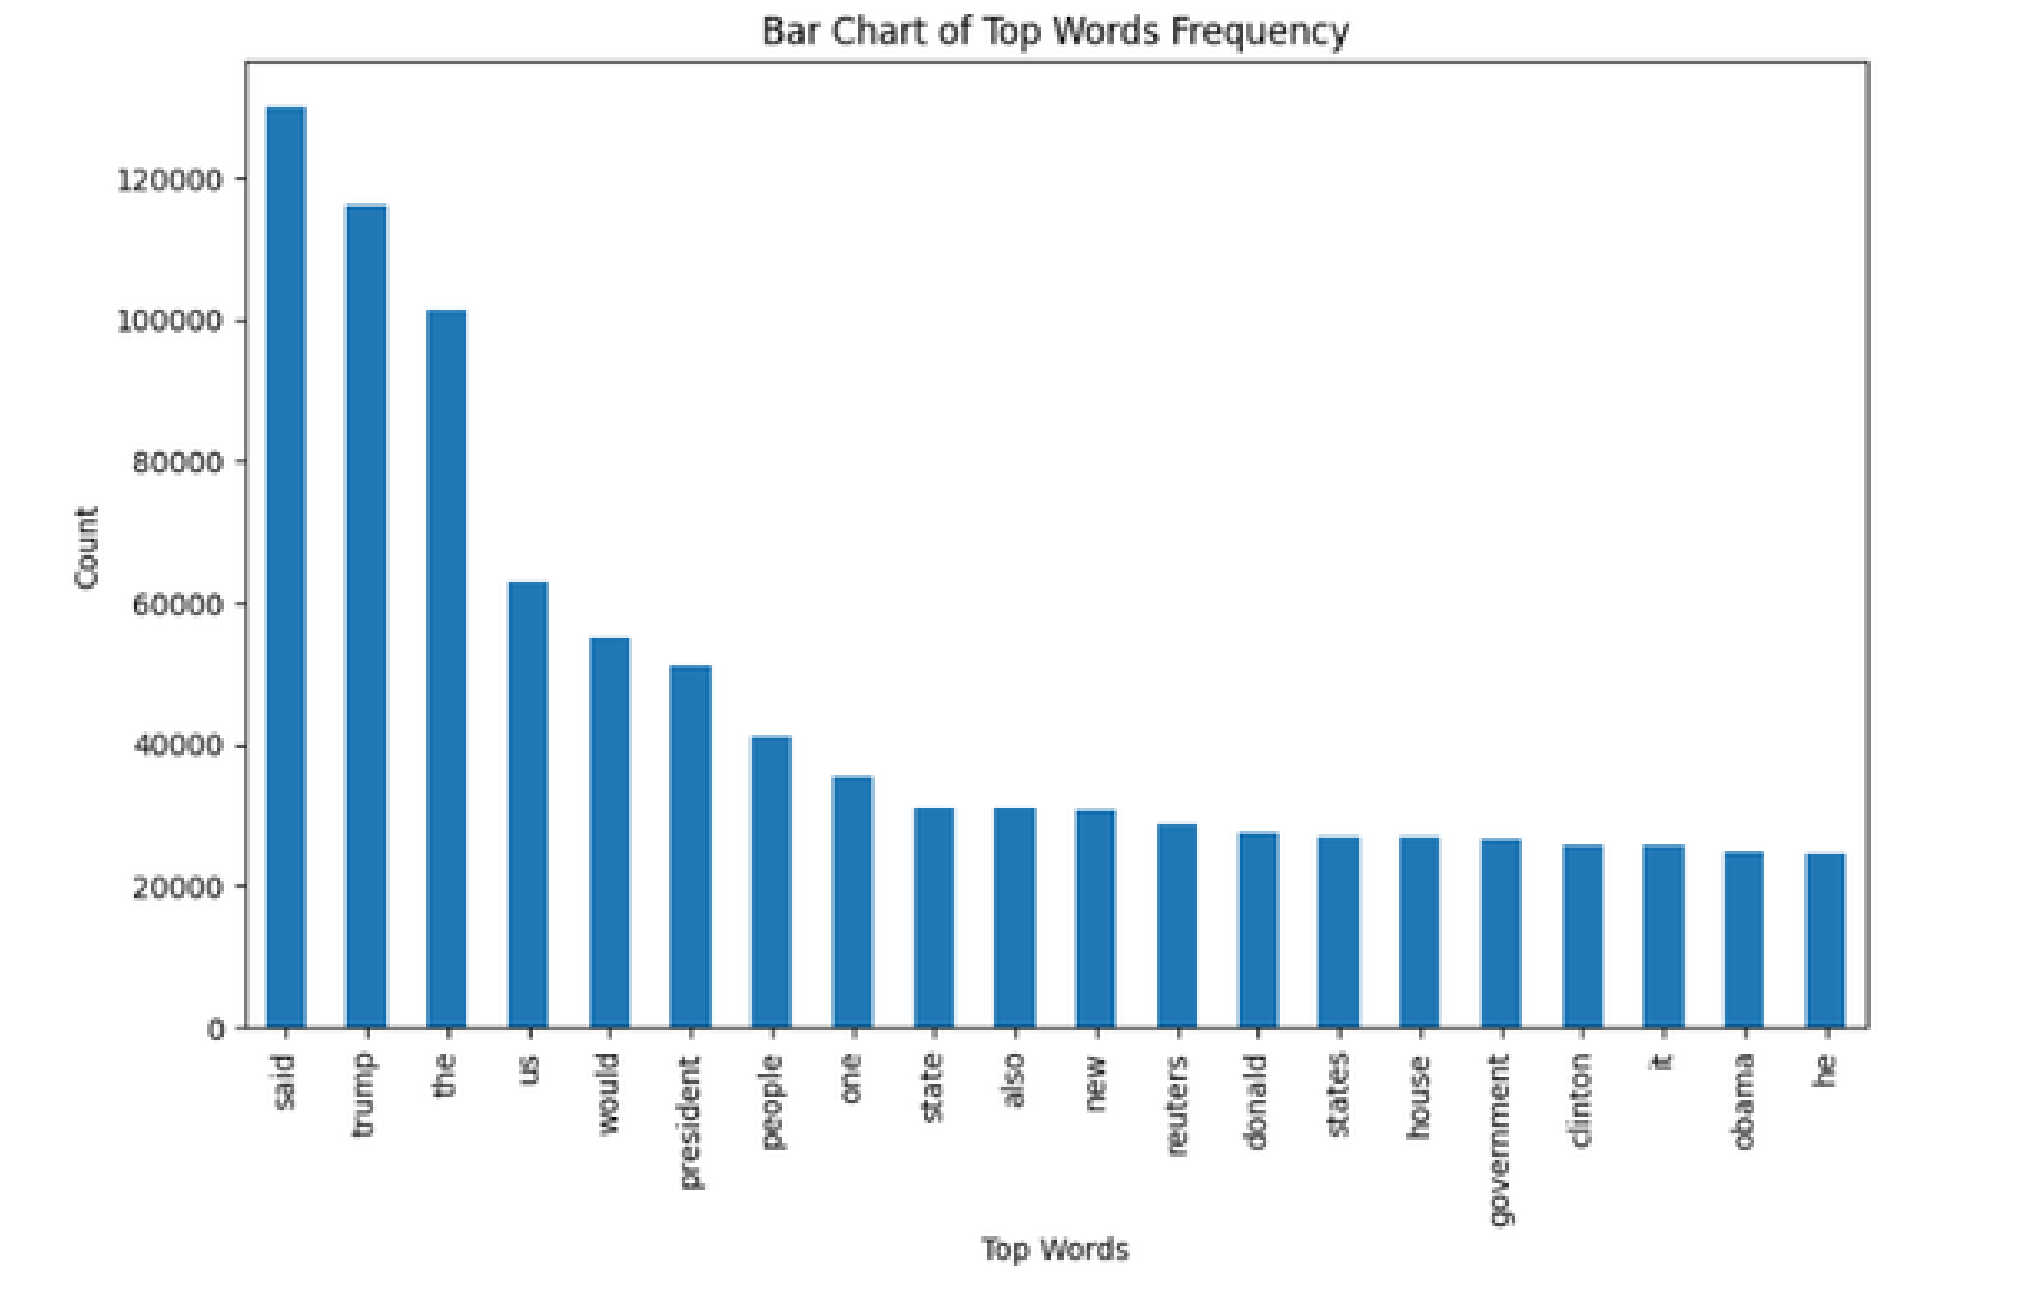 Bar Chart of Top Words Frequency
120000
100000
80000
60000
40000
20000
0
Count
said
trump
the
us
would
president
people
one
state
also
new
reuters
donald
states
house
government
clinton
it
obama
he
Top Words